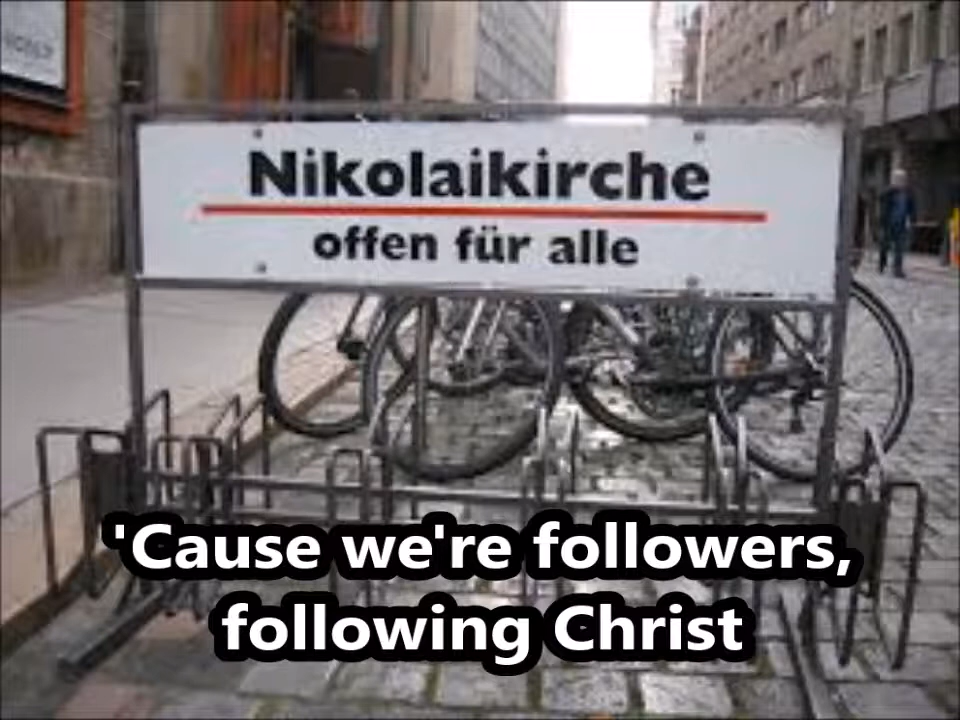 Nikolaikirche
offen für alle
'Cause we're followers,
following Christ